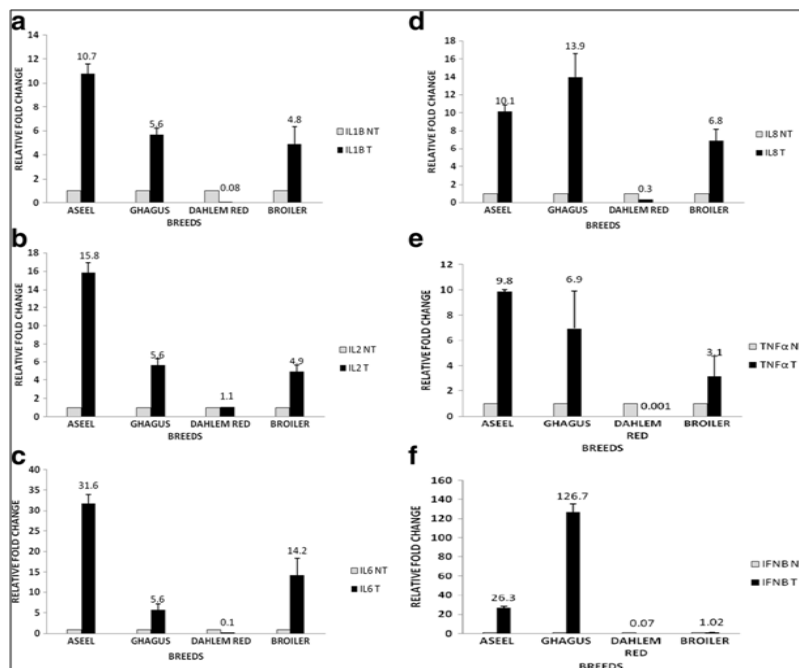 a
14
12
10
8
6
4
2
0
RELATIVE FOLD CHANGE
10.7
5.6
0.08
4.8
ASEEL GHAGUS DAHLEM RED BROILER
BREEDS
IL1B NT
IL1B T
b
18
16
14
12
10
8
6
4
2
0
RELATIVE FOLD CHANGE
15.8
5.6
1.1
4.9
ASEEL GHAGUS DAHLEM RED BROILER
BREEDS
IL2 NT
IL2 T
c
40
35
30
25
20
15
10
5
0
RELATIVE FOLD CHANGE
31.6
5.6
0.1
14.2
ASEEL GHAGUS DAHLEM RED BROILER
BREEDS
IL6 NT
IL6 T
d
18
16
14
12
10
8
6
4
2
0
RELATIVE FOLD CHANGE
10.1
13.9
0.3
6.8
ASEEL GHAGUS DAHLEM RED BROILER
BREEDS
IL8 NT
IL8 T
e
12
10
8
6
4
2
0
RELATIVE FOLD CHANGE
9.8
6.9
0.001
3.1
ASEEL GHAGUS DAHLEM BROILER
RED
BREEDS
TNFα N
TNFα T
f
160
140
120
100
80
60
40
20
0
RELATIVE FOLD CHANGE
26.3
126.7
0.07
1.02
ASEEL GHAGUS DAHLEM RED BROILER
BREEDS
IFNB N
IFNB T